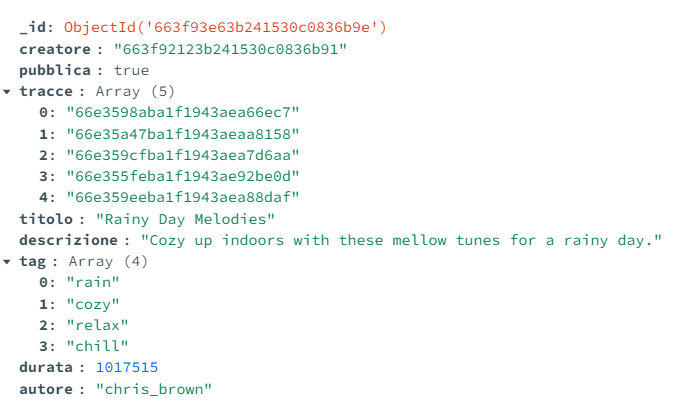 _id: ObjectId('663f93e63b241530c0836b9e')
creatore : "663f92123b241530c0836b91"
pubblica : true
tracce : Array (5)
0: "66e3598aba1f1943aea66ec7"
1: "66e35a47ba1f1943aeaa8158"
2: "66e359cfba1f1943aea7d6aa"
3: "66e355feba1f1943ae92be0d"
4: "66e359eeba1f1943aea88daf"
titolo : "Rainy Day Melodies"
descrizione : "Cozy up indoors with these mellow tunes for a rainy day."
tag : Array (4)
0: "rain"
1: "cozy"
2: "relax"
3: "chill"
durata : 1017515
autore : "chris_brown"